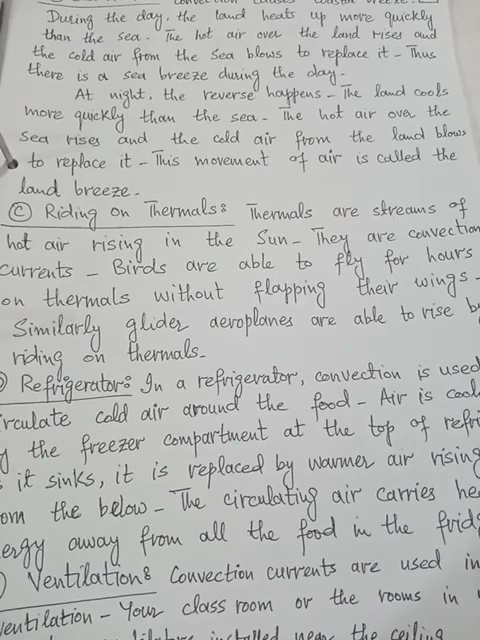 During the day, the land heats up more quickly
than the sea - The hot air over the land rises and
the cold air from the sea blows to replace it - Thus
there is a sea breeze during the day -
At night, the reverse happens - The land cools
more quickly than the sea - The hot air over the
sea rises and the cold air from the land blows
to replace it - This movement of air is called the
land breeze -
© Riding on Thermals: Thermals are streams of
hot air rising in the Sun - They are convection
currents - Birds are able to fly for hours
on thermals without flapping their wings -
Similarly glider aeroplanes are able to rise by
riding on thermals -
Refrigerator: In a refrigerator, convection is used
circulate cold air around the food - Air is cool
the freezer compartment at the top of refri
it sinks, it is replaced by warmer air rising
om the below - The circulating air carries he
ergy away from all the food in the fridg
) Ventilation: Convection currents are used in
ventilation - Your class room or the rooms in
installed near the ceiling